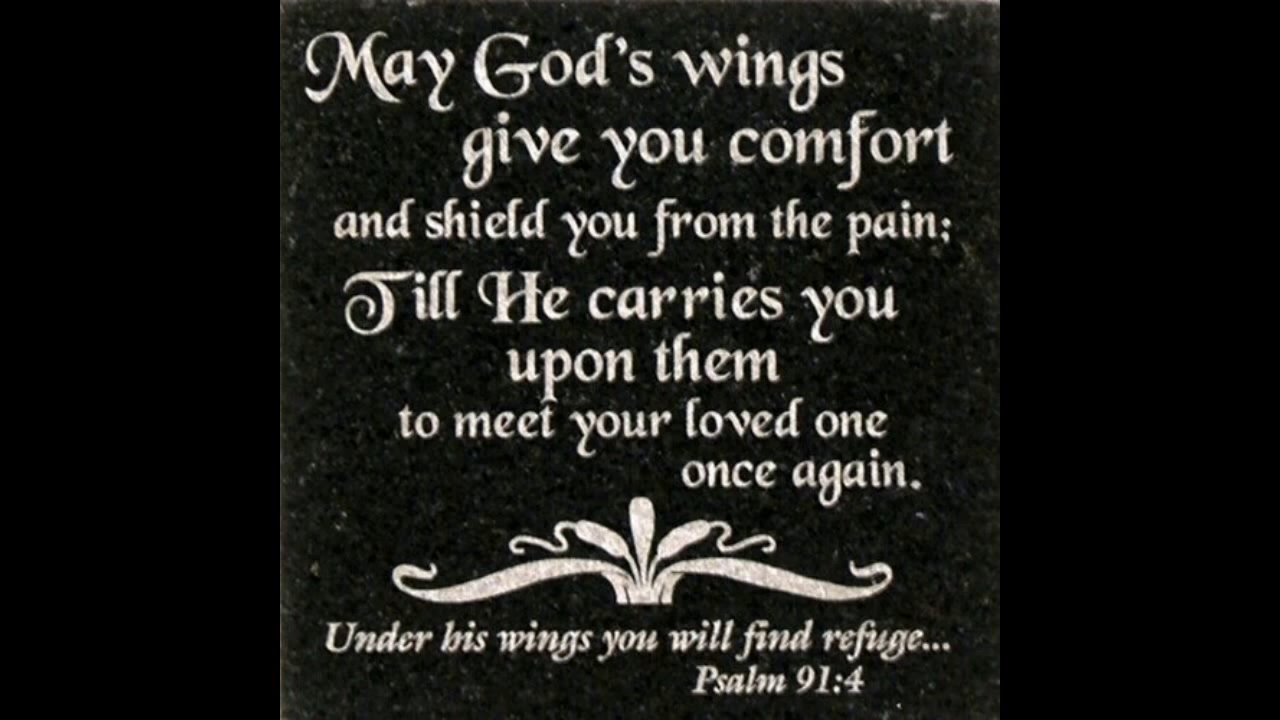 May God's wings
give you comfort
and shield you from the pain;
Till He carries you
upon them
to meet your loved one
once again.
Under his wings you will find refuge...
Psalm 91:4